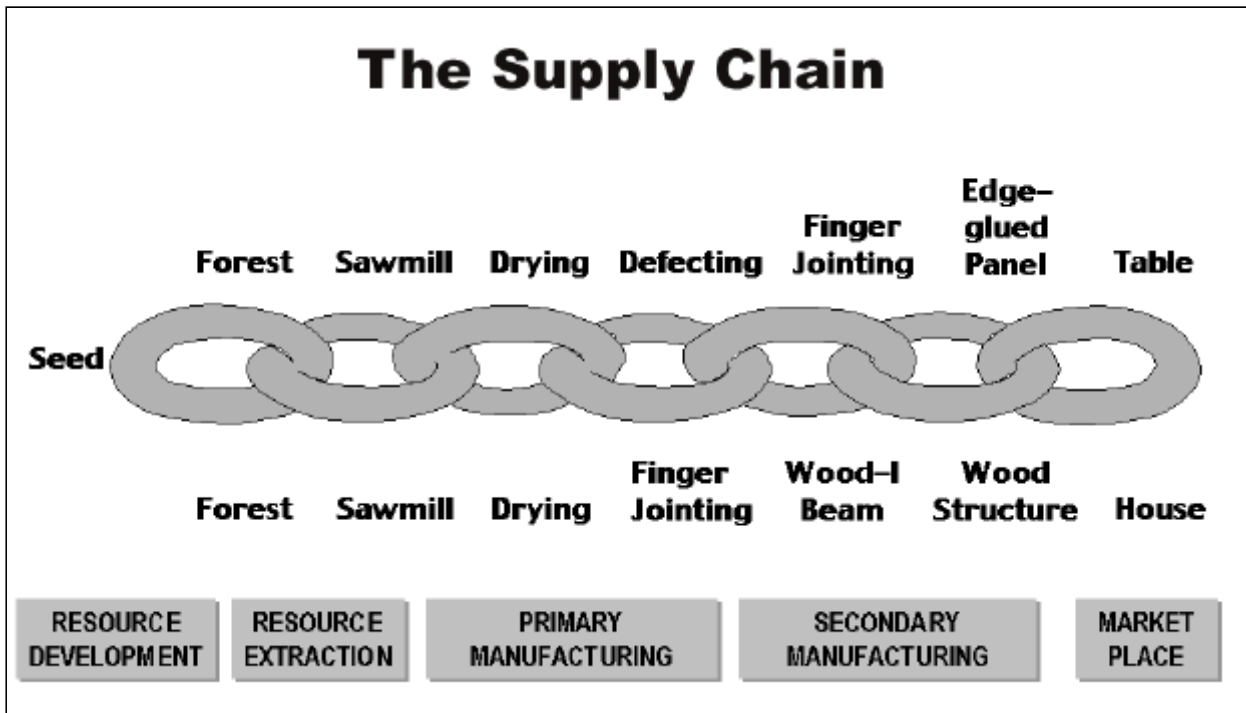 The Supply Chain
Edge–
Finger glued
Forest Sawmill Drying Defecting Jointing Panel Table
Seed
Finger Wood–I Wood
Forest Sawmill Drying Jointing Beam Structure House
RESOURCE RESOURCE PRIMARY SECONDARY MARKET
DEVELOPMENT EXTRACTION MANUFACTURING MANUFACTURING PLACE